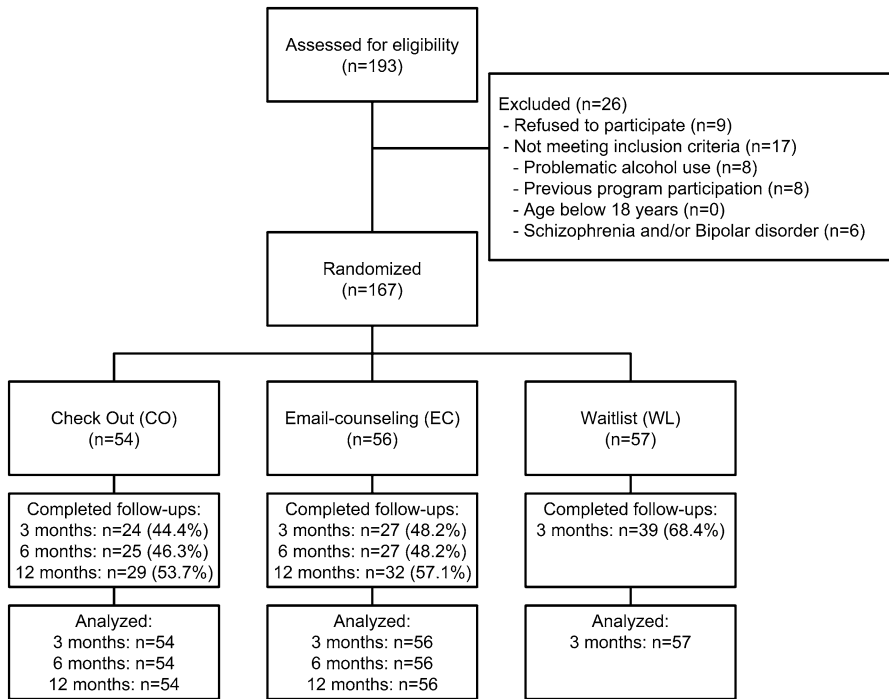 Assessed for eligibility
(n=193)
Excluded (n=26)
- Refused to participate (n=9)
- Not meeting inclusion criteria (n=17)
- Problematic alcohol use (n=8)
- Previous program participation (n=8)
- Age below 18 years (n=0)
- Schizophrenia and/or Bipolar disorder (n=6)
Randomized
(n=167)
Check Out (CO)
(n=54)
Email-counseling (EC)
(n=56)
Waitlist (WL)
(n=57)
Completed follow-ups:
3 months: n=24 (44.4%)
6 months: n=25 (46.3%)
12 months: n=29 (53.7%)
Completed follow-ups:
3 months: n=27 (48.2%)
6 months: n=27 (48.2%)
12 months: n=32 (57.1%)
Completed follow-ups:
3 months: n=39 (68.4%)
Analyzed:
3 months: n=54
6 months: n=54
12 months: n=54
Analyzed:
3 months: n=56
6 months: n=56
12 months: n=56
Analyzed:
3 months: n=57